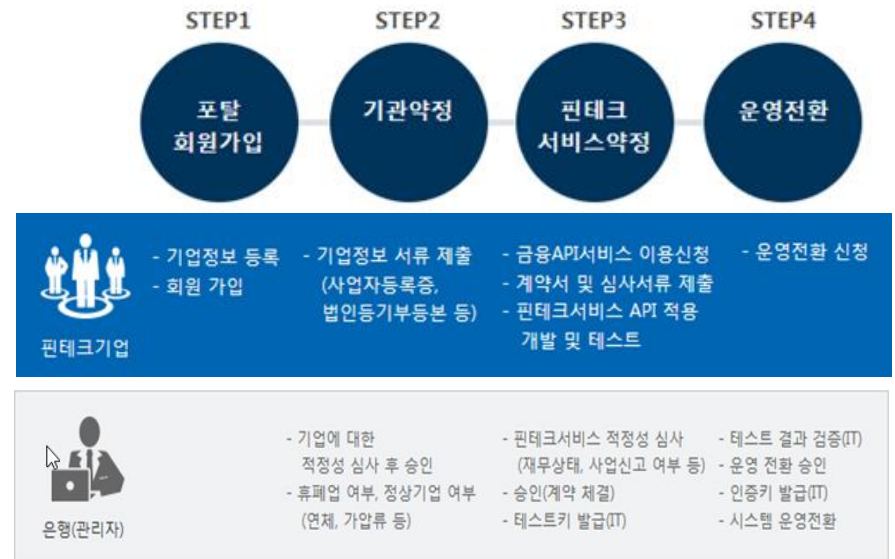 STEP1 STEP2 STEP3 STEP4
포탈
회원가입
기관약정
핀테크
서비스약정
운영전환
핀테크기업
- 기업정보 등록
- 회원 가입
- 기업정보 서류 제출
(사업자등록증,
법인등기부등본 등)
- 금융API서비스 이용신청
- 계약서 및 심사서류 제출
- 핀테크서비스 API 적용
개발 및 테스트
- 운영전환 신청
은행(관리자)
- 기업에 대한
적정성 심사 후 승인
- 휴폐업 여부, 정상기업 여부
(연체, 가압류 등)
- 핀테크서비스 적정성 심사
(재무상태, 사업신고 여부 등)
- 승인(계약 체결)
- 테스트키 발급(IT)
- 테스트 결과 검증(IT)
- 운영 전환 승인
- 인증키 발급(IT)
- 시스템 운영전환